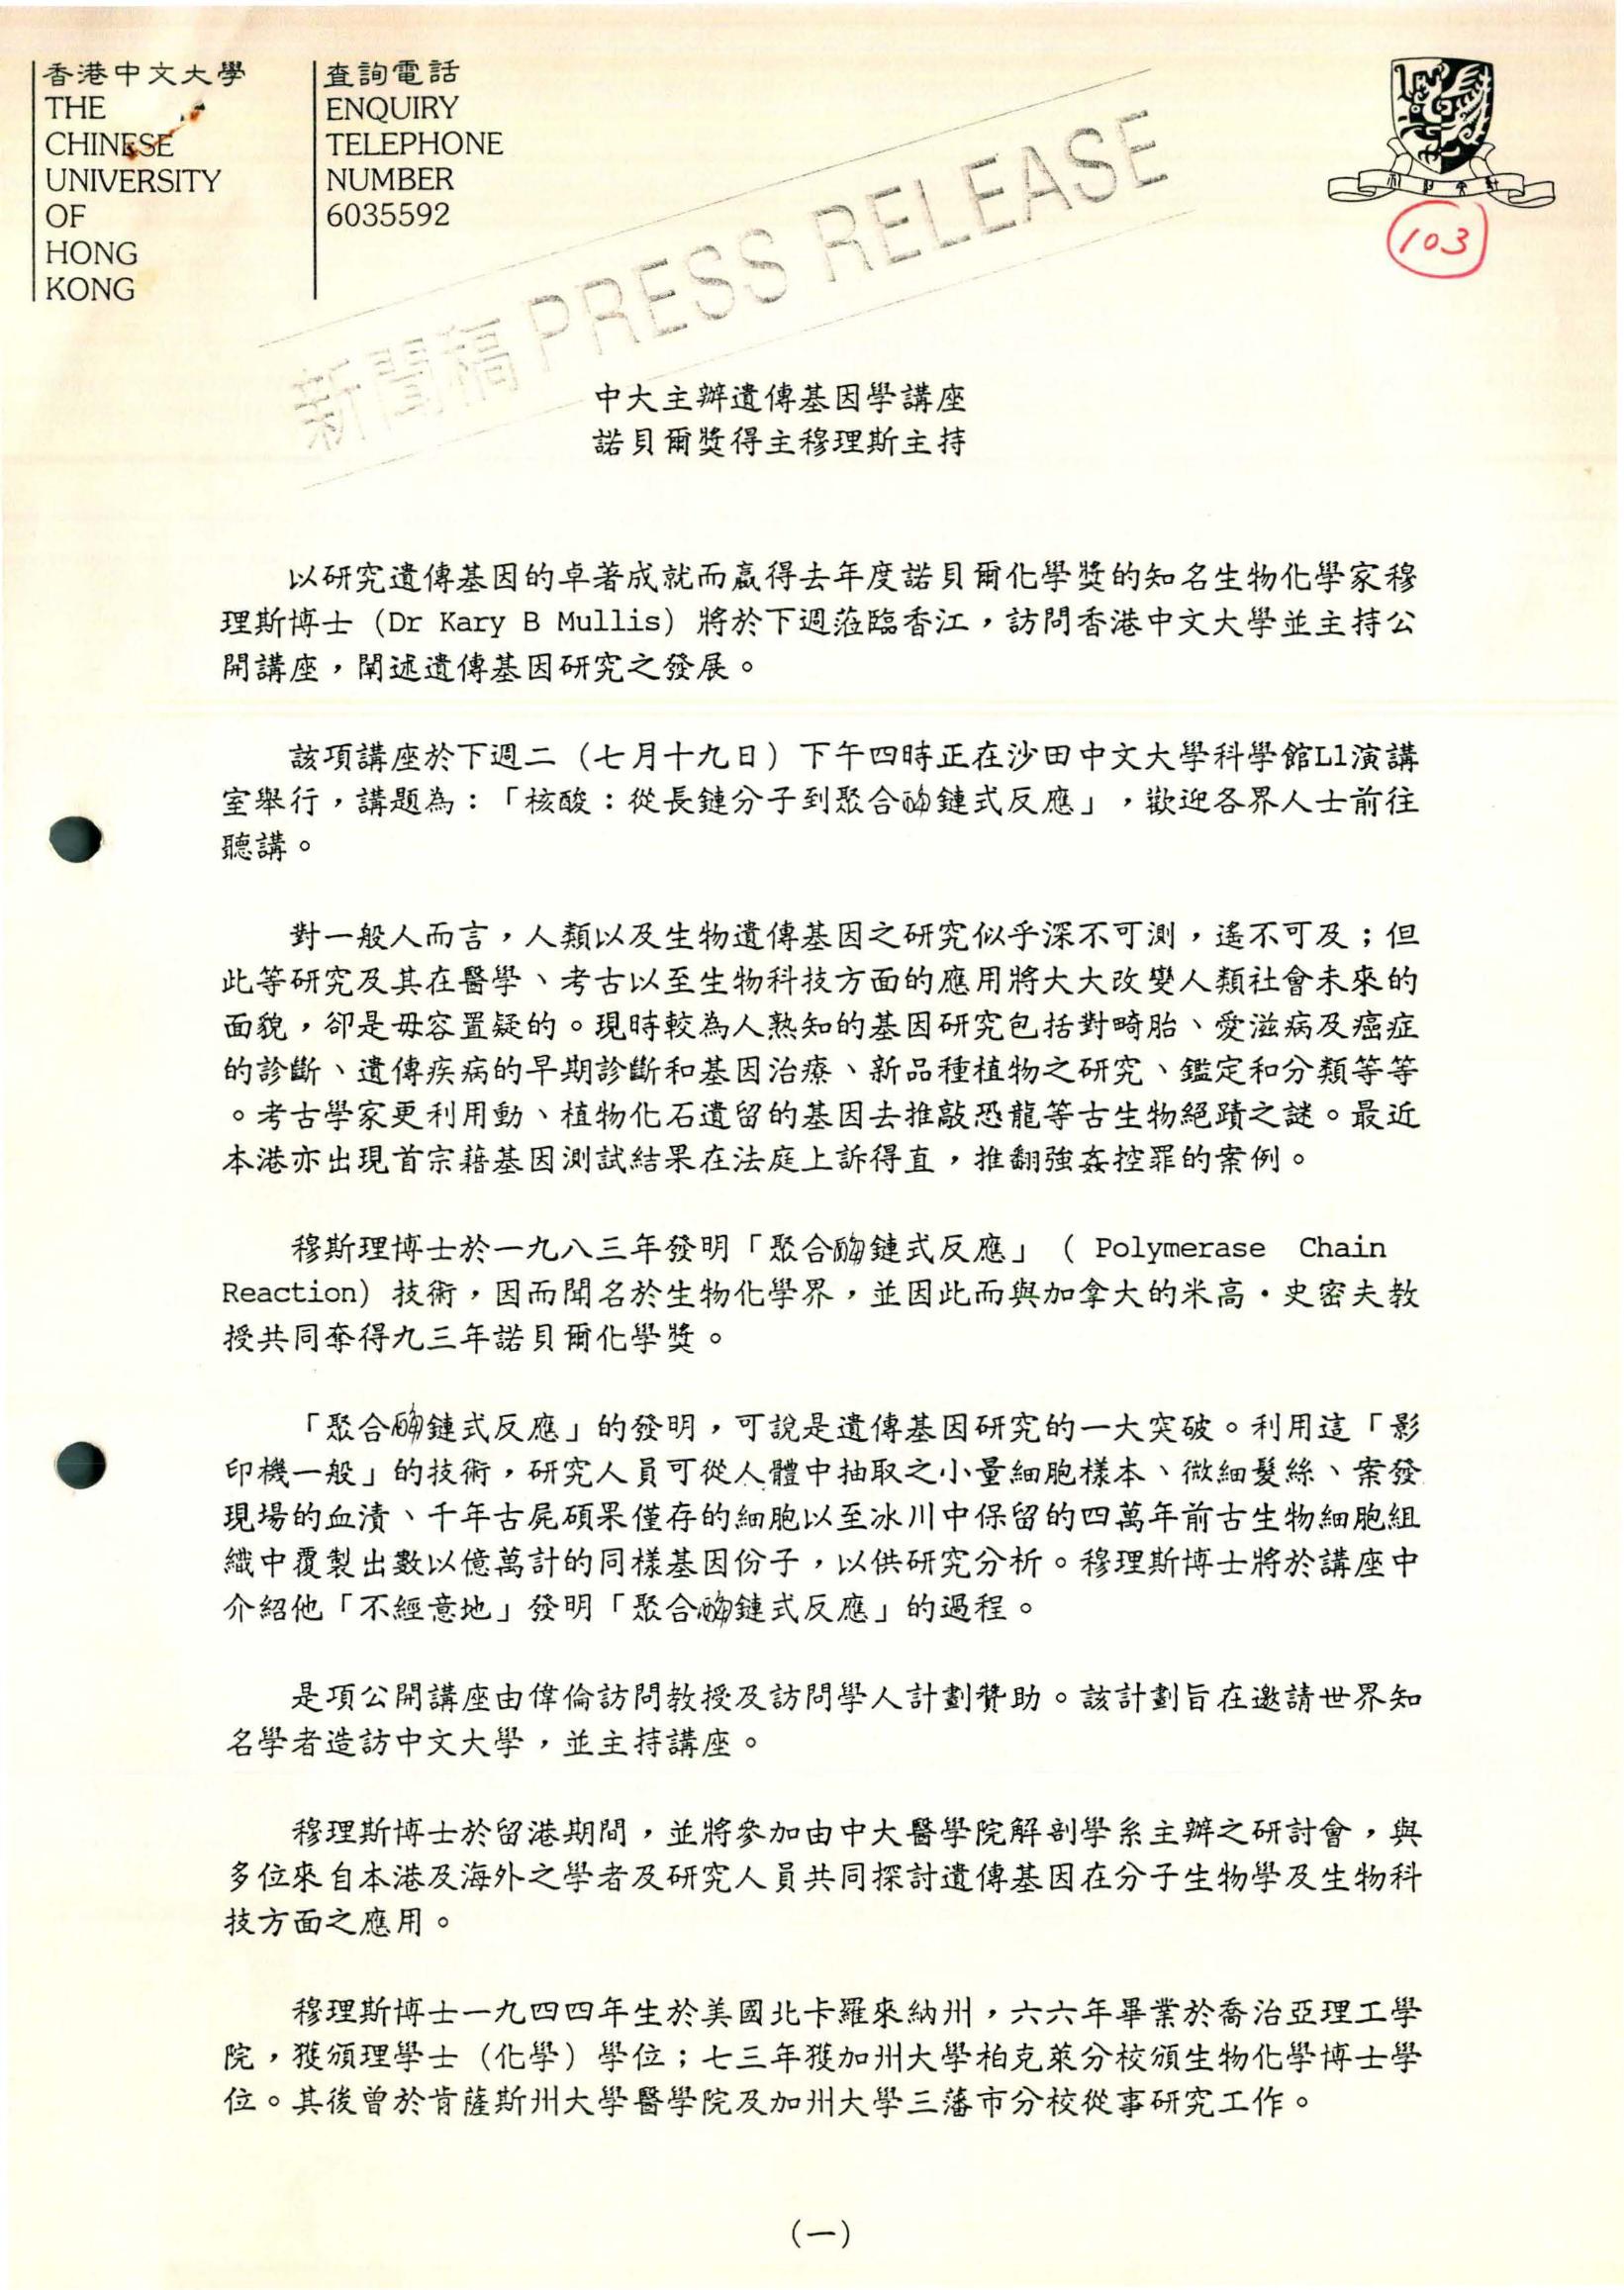 香港中文大學
THE
CHINESE
UNIVERSITY
OF
HONG
KONG
查詢電話
ENQUIRY
TELEPHONE
NUMBER
6035592
新聞稿 PRESS RELEASE
103
中大主辦遺傳基因學講座
諾貝爾獎得主穆理斯主持
以研究遺傳基因的卓著成就而贏得去年度諾貝爾化學獎的知名生物化學家穆
理斯博士 (Dr Kary B Mullis) 將於下週蒞臨香江，訪問香港中文大學並主持公
開講座，闡述遺傳基因研究之發展。
該項講座於下週二（七月十九日）下午四時正在沙田中文大學科學館L1演講
室舉行，講題為：「核酸：從長鏈分子到聚合酶鏈式反應」，歡迎各界人士前往
聽講。
對一般人而言，人類以及生物遺傳基因之研究似乎深不可測，遙不可及；但
此等研究及其在醫學、考古以至生物科技方面的應用將大大改變人類社會未來的
面貌，卻是毋容置疑的。現時較為人熟知的基因研究包括對畸胎、愛滋病及癌症
的診斷、遺傳疾病的早期診斷和基因治療、新品種植物之研究、鑑定和分類等等
。考古學家更利用動、植物化石遺留的基因去推敲恐龍等古生物絕蹟之謎。最近
本港亦出現首宗藉基因測試結果在法庭上訴得直，推翻強姦控罪的案例。
穆斯理博士於一九八三年發明「聚合酶鏈式反應」 ( Polymerase Chain
Reaction) 技術，因而聞名於生物化學界，並因此而與加拿大的米高・史密夫教
授共同奪得九三年諾貝爾化學獎。
「聚合酶鏈式反應」的發明，可說是遺傳基因研究的一大突破。利用這「影
印機一般」的技術，研究人員可從人體中抽取之小量細胞樣本、微細髮絲、案發
現場的血漬、千年古屍碩果僅存的細胞以至冰川中保留的四萬年前古生物細胞組
織中覆製出數以億萬計的同樣基因份子，以供研究分析。穆理斯博士將於講座中
介紹他「不經意地」發明「聚合酶鏈式反應」的過程。
是項公開講座由偉倫訪問教授及訪問學人計劃贊助。該計劃旨在邀請世界知
名學者造訪中文大學，並主持講座。
穆理斯博士於留港期間，並將參加由中大醫學院解剖學系主辦之研討會，與
多位來自本港及海外之學者及研究人員共同探討遺傳基因在分子生物學及生物科
技方面之應用。
穆理斯博士一九四四年生於美國北卡羅來納州，六六年畢業於喬治亞理工學
院，獲頒理學士（化學）學位；七三年獲加州大學柏克萊分校頒生物化學博士學
位。其後曾於肯薩斯州大學醫學院及加州大學三藩市分校從事研究工作。
(一)